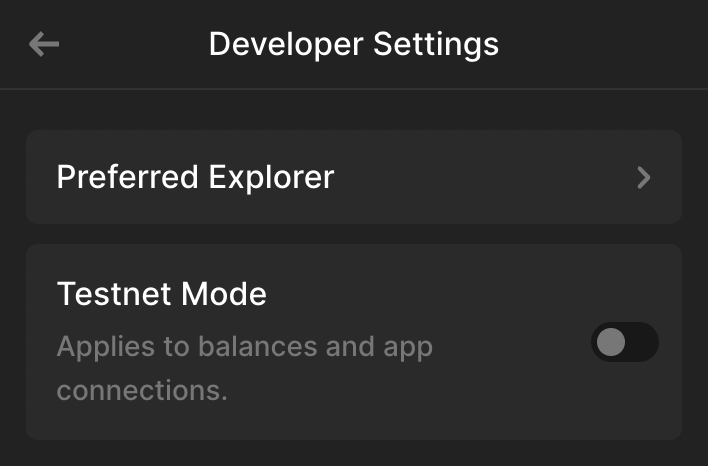 Developer Settings
Preferred Explorer
Testnet Mode
Applies to balances and app
connections.